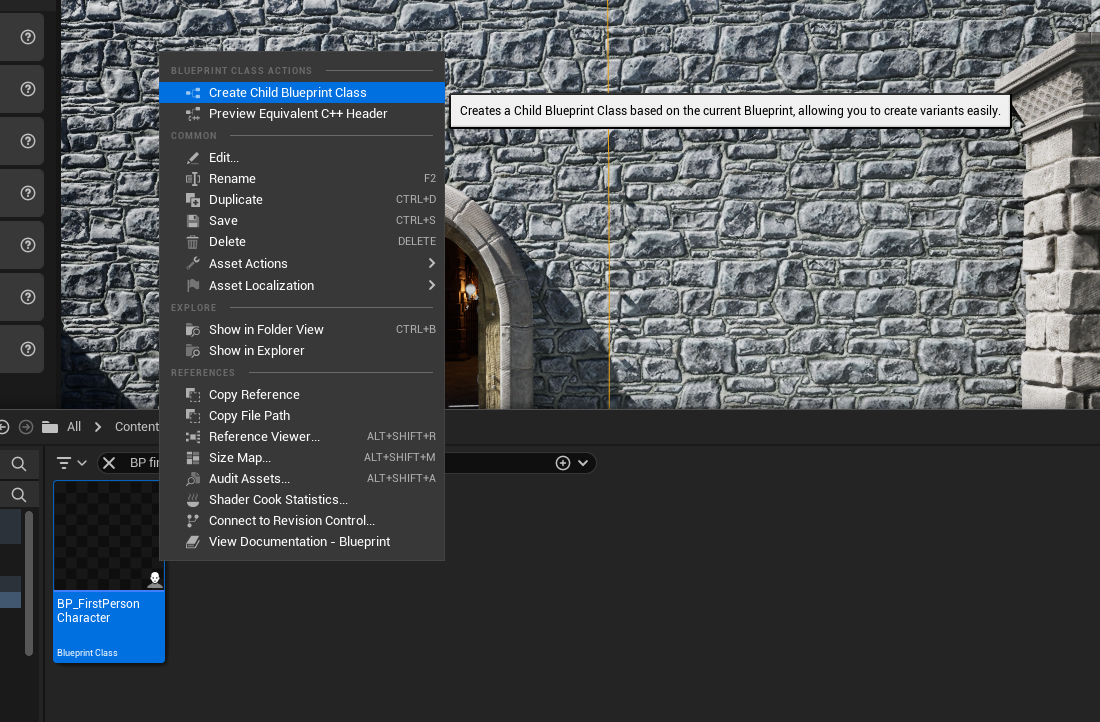 BLUEPRINT CLASS ACTIONS
Create Child Blueprint Class
Creates a Child Blueprint Class based on the current Blueprint, allowing you to create variants easily.
Preview Equivalent C++ Header
COMMON
Edit...
Rename F2
Duplicate CTRL+D
Save CTRL+S
Delete DELETE
Asset Actions
Asset Localization
EXPLORE
Show in Folder View CTRL+B
Show in Explorer
REFERENCES
Copy Reference
Copy File Path
Reference Viewer... ALT+SHIFT+R
Size Map... ALT+SHIFT+M
Audit Assets... ALT+SHIFT+A
Shader Cook Statistics...
Connect to Revision Control...
View Documentation - Blueprint
All Content
BP fir
BP_FirstPerson
Character
Blueprint Class